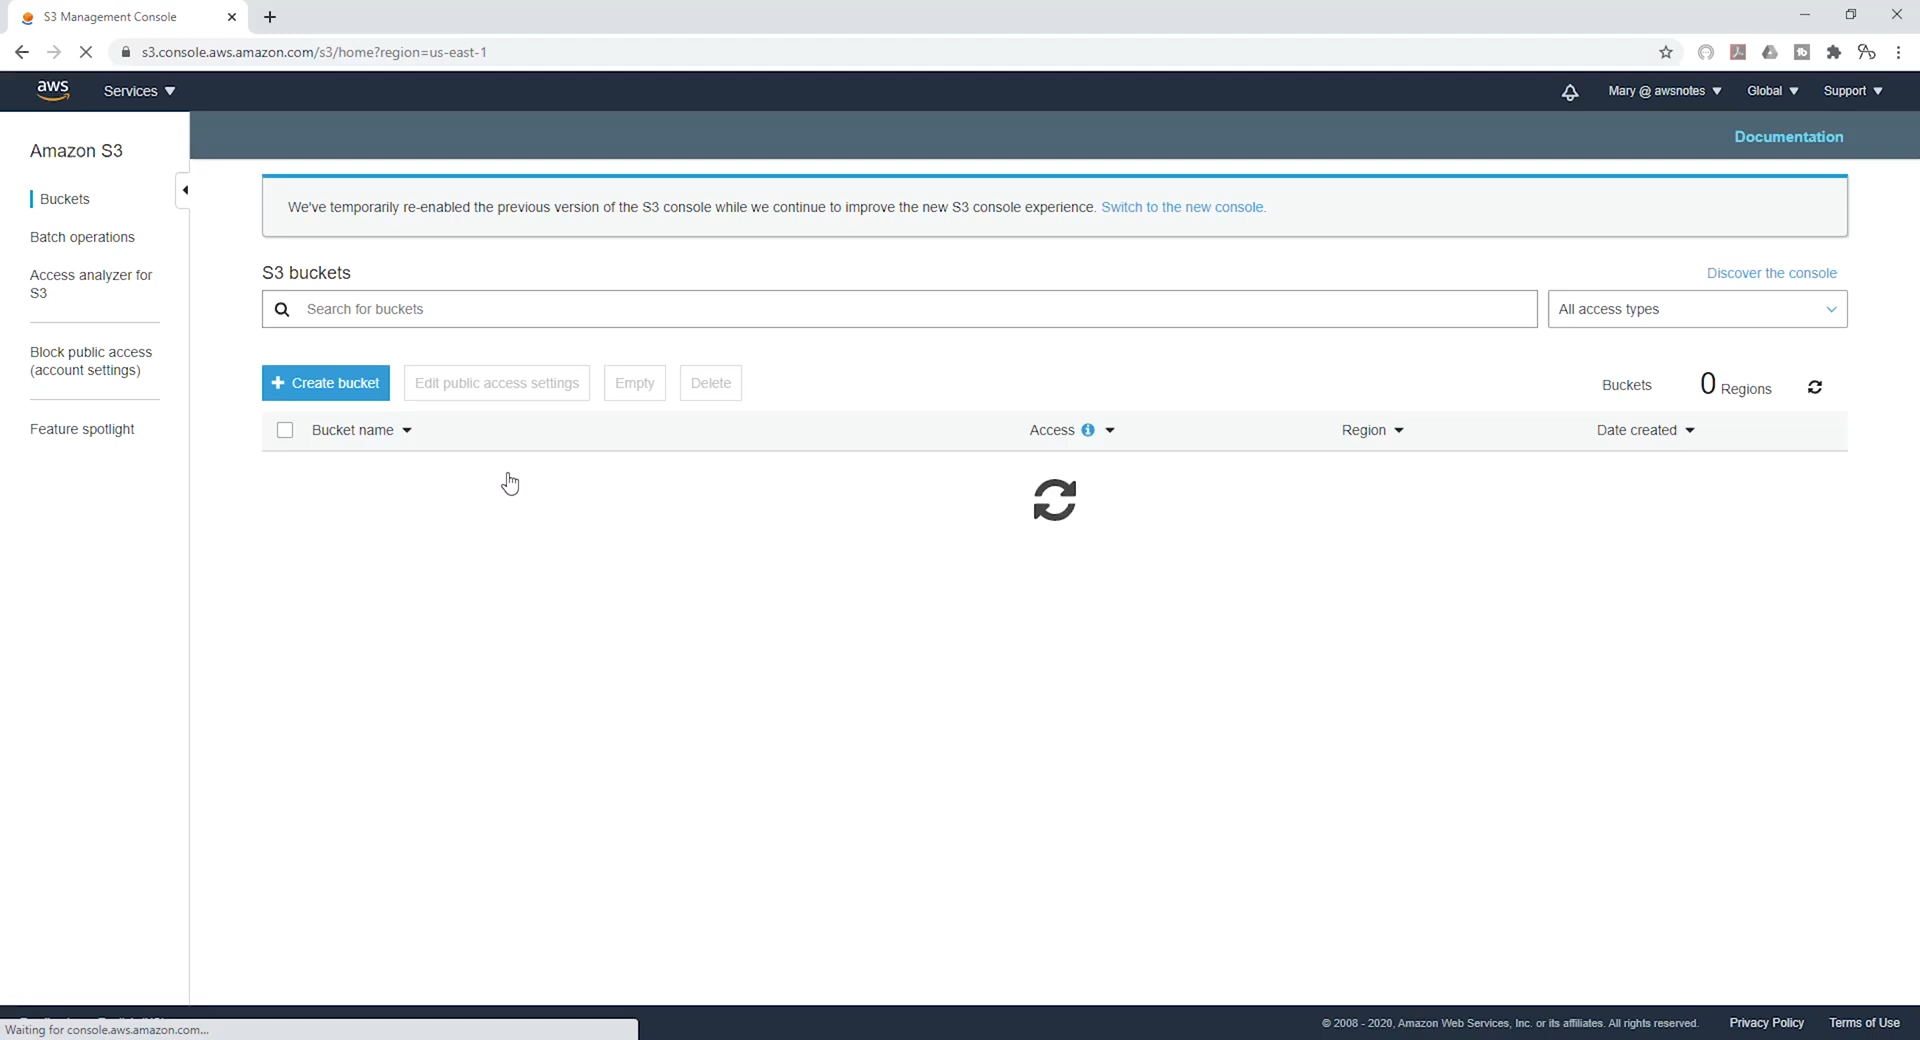 S3 Management Console
s3.console.aws.amazon.com/s3/home?region=us-east-1
aws
Services
Mary @ awsnotes
Global
Support
Documentation
Amazon S3
Buckets
Batch operations
Access analyzer for
S3
Block public access
(account settings)
Feature spotlight
We've temporarily re-enabled the previous version of the S3 console while we continue to improve the new S3 console experience. Switch to the new console.
S3 buckets
Discover the console
Search for buckets
All access types
+ Create bucket
Edit public access settings
Empty
Delete
Buckets
0 Regions
Bucket name
Access
Region
Date created
Waiting for console.aws.amazon.com...
© 2008 - 2020, Amazon Web Services, Inc. or its affiliates. All rights reserved.
Privacy Policy
Terms of Use